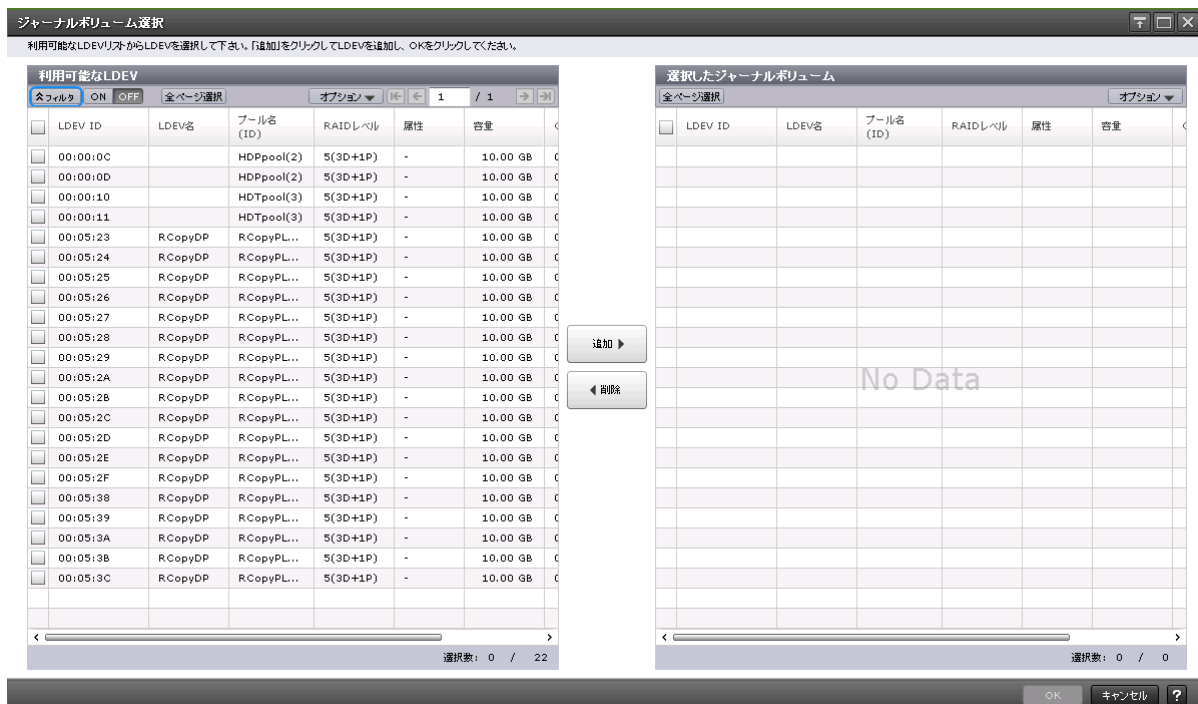 ジャーナルボリューム選択
利用可能なLDEVリストからLDEVを選択して下さい。「追加」をクリックしてLDEVを追加し、OKをクリックしてください。
利用可能なLDEV
フィルタ ON OFF 全ページ選択 オプション 1 / 1
LDEV ID LDEV名 プール名 (ID) RAIDレベル 属性 容量
00:00:0C HDPpool(2) 5(3D+1P) - 10.00 GB
00:00:0D HDPpool(2) 5(3D+1P) - 10.00 GB
00:00:10 HDTpool(3) 5(3D+1P) - 10.00 GB
00:00:11 HDTpool(3) 5(3D+1P) - 10.00 GB
00:05:23 RCopyDP RCopyPL... 5(3D+1P) - 10.00 GB
00:05:24 RCopyDP RCopyPL... 5(3D+1P) - 10.00 GB
00:05:25 RCopyDP RCopyPL... 5(3D+1P) - 10.00 GB
00:05:26 RCopyDP RCopyPL... 5(3D+1P) - 10.00 GB
00:05:27 RCopyDP RCopyPL... 5(3D+1P) - 10.00 GB
00:05:28 RCopyDP RCopyPL... 5(3D+1P) - 10.00 GB
00:05:29 RCopyDP RCopyPL... 5(3D+1P) - 10.00 GB
00:05:2A RCopyDP RCopyPL... 5(3D+1P) - 10.00 GB
00:05:2B RCopyDP RCopyPL... 5(3D+1P) - 10.00 GB
00:05:2C RCopyDP RCopyPL... 5(3D+1P) - 10.00 GB
00:05:2D RCopyDP RCopyPL... 5(3D+1P) - 10.00 GB
00:05:2E RCopyDP RCopyPL... 5(3D+1P) - 10.00 GB
00:05:2F RCopyDP RCopyPL... 5(3D+1P) - 10.00 GB
00:05:38 RCopyDP RCopyPL... 5(3D+1P) - 10.00 GB
00:05:39 RCopyDP RCopyPL... 5(3D+1P) - 10.00 GB
00:05:3A RCopyDP RCopyPL... 5(3D+1P) - 10.00 GB
00:05:3B RCopyDP RCopyPL... 5(3D+1P) - 10.00 GB
00:05:3C RCopyDP RCopyPL... 5(3D+1P) - 10.00 GB
選択数: 0 / 22
追加
削除
選択したジャーナルボリューム
全ページ選択 オプション
LDEV ID LDEV名 プール名 (ID) RAIDレベル 属性 容量
No Data
選択数: 0 / 0
OK キャンセル ?